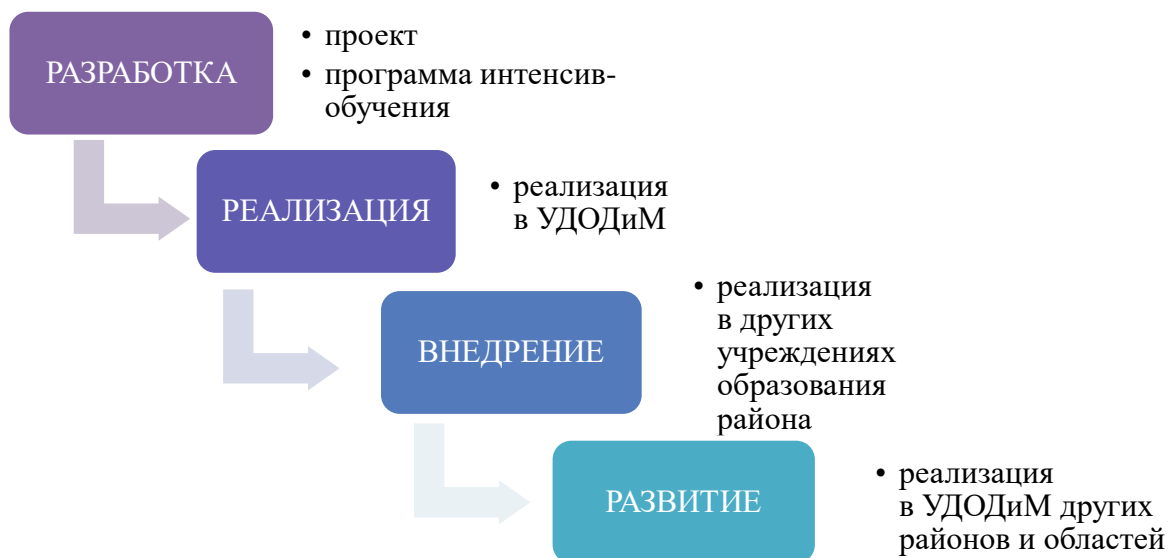 РАЗРАБОТКА
• проект
• программа интенсив-
обучения
РЕАЛИЗАЦИЯ
• реализация
в УДОДиМ
ВНЕДРЕНИЕ
• реализация
в других
учреждениях
образования
района
РАЗВИТИЕ
• реализация
в УДОДиМ других
районов и областей